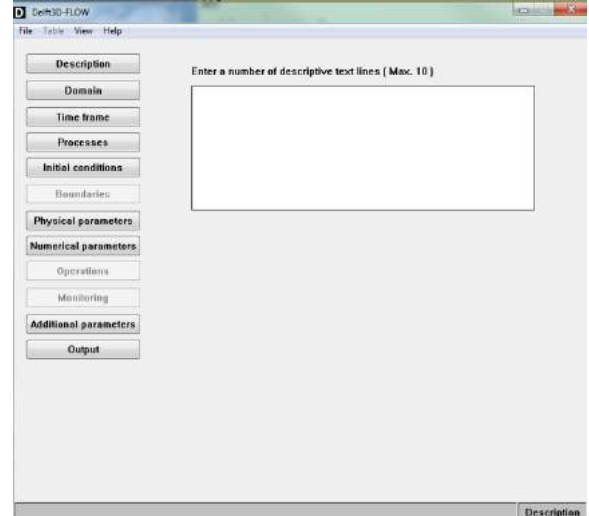 Delft3D-FLOW
File Table View Help
Description
Domain
Time frame
Processes
Initial conditions
Boundaries
Physical parameters
Numerical parameters
Operations
Monitoring
Additional parameters
Output
Enter a number of descriptive text lines ( Max. 10 )
Description